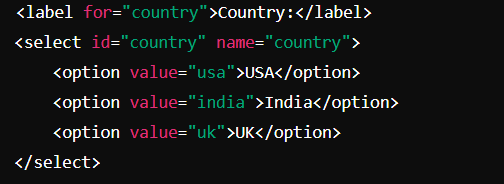 <label for="country">Country:</label>
<select id="country" name="country">
    <option value="usa">USA</option>
    <option value="india">India</option>
    <option value="uk">UK</option>
</select>